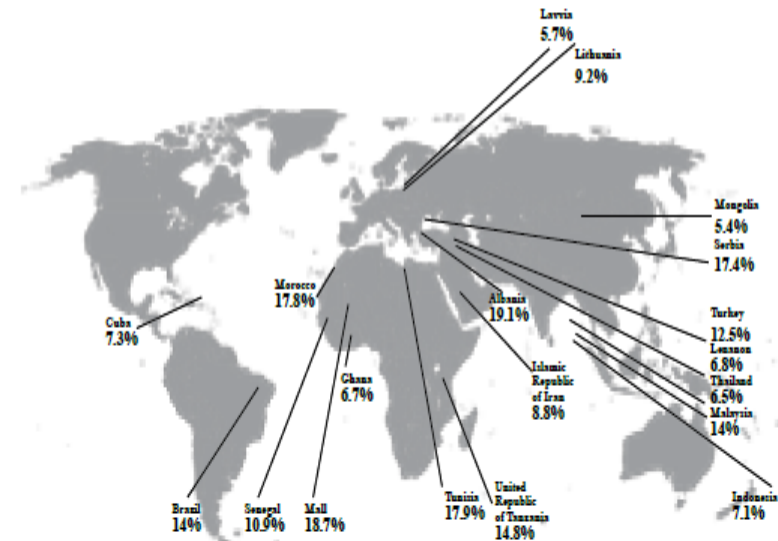 Lavvia
5.7%
Lithuania
9.2%
Mongolia
5.4%
Serbia
17.4%
Morocco
17.8%
Albania
19.1%
Cuba
7.3%
Turkey
12.5%
Lenanon
6.8%
Thailand
6.5%
Malaysia
14%
Ghana
6.7%
Islamic
Republic
of Iran
8.8%
Brazil
14%
Senegal
10.9%
Mall
18.7%
Tunisia
17.9%
United
Republic
of Tanzania
14.8%
Indonesia
7.1%